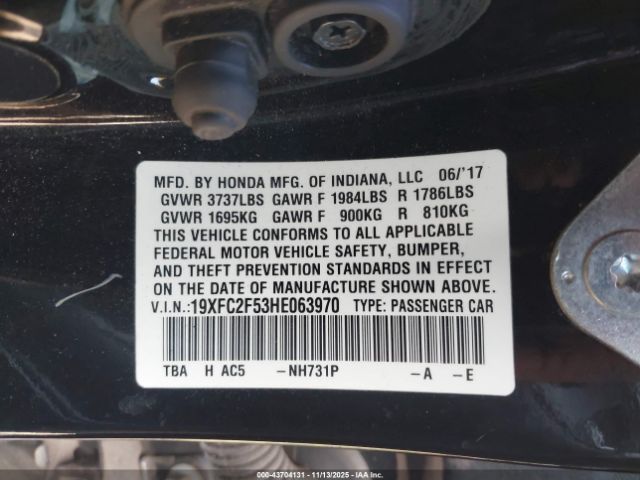 MFD. BY HONDA MFG. OF INDIANA, LLC 06/'17
GVWR 3737LBS GAWR F 1984LBS R 1786LBS
GVWR 1695KG GAWR F 900KG R 810KG
THIS VEHICLE CONFORMS TO ALL APPLICABLE
FEDERAL MOTOR VEHICLE SAFETY, BUMPER,
AND THEFT PREVENTION STANDARDS IN EFFECT
ON THE DATE OF MANUFACTURE SHOWN ABOVE.
V.I.N.:19XFC2F53HE063970 TYPE: PASSENGER CAR
TBA H AC5 -NH731P -A -E
000-43704131 - 11/13/2025 - IAAI.COM